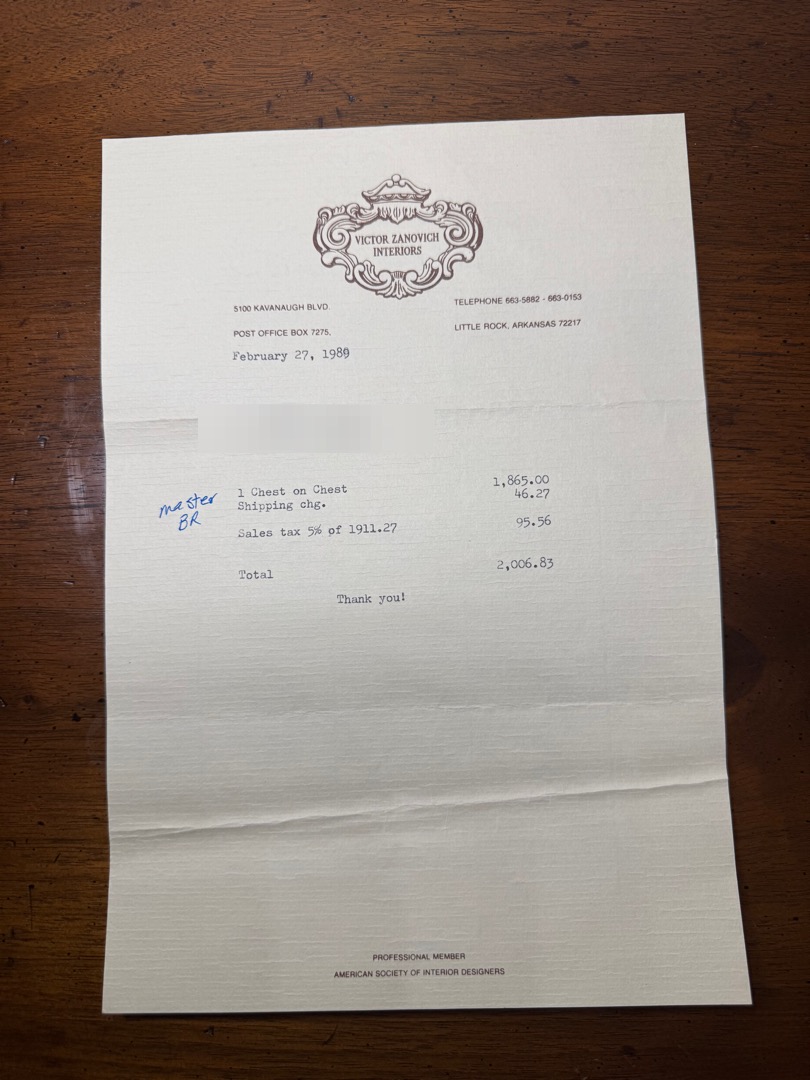 VICTOR ZANOVICH
INTERIORS
5100 KAVANAUGH BLVD
TELEPHONE 663-5882 - 663-0153
POST OFFICE BOX 7275,
LITTLE ROCK, ARKANSAS 72217
February 27, 1989
1 Chest on Chest 1,865.00
Shipping chg. 46.27
master
BR
Sales tax 5% of 1911.27 95.56
Total 2,006.83
Thank you!
PROFESSIONAL MEMBER
AMERICAN SOCIETY OF INTERIOR DESIGNERS